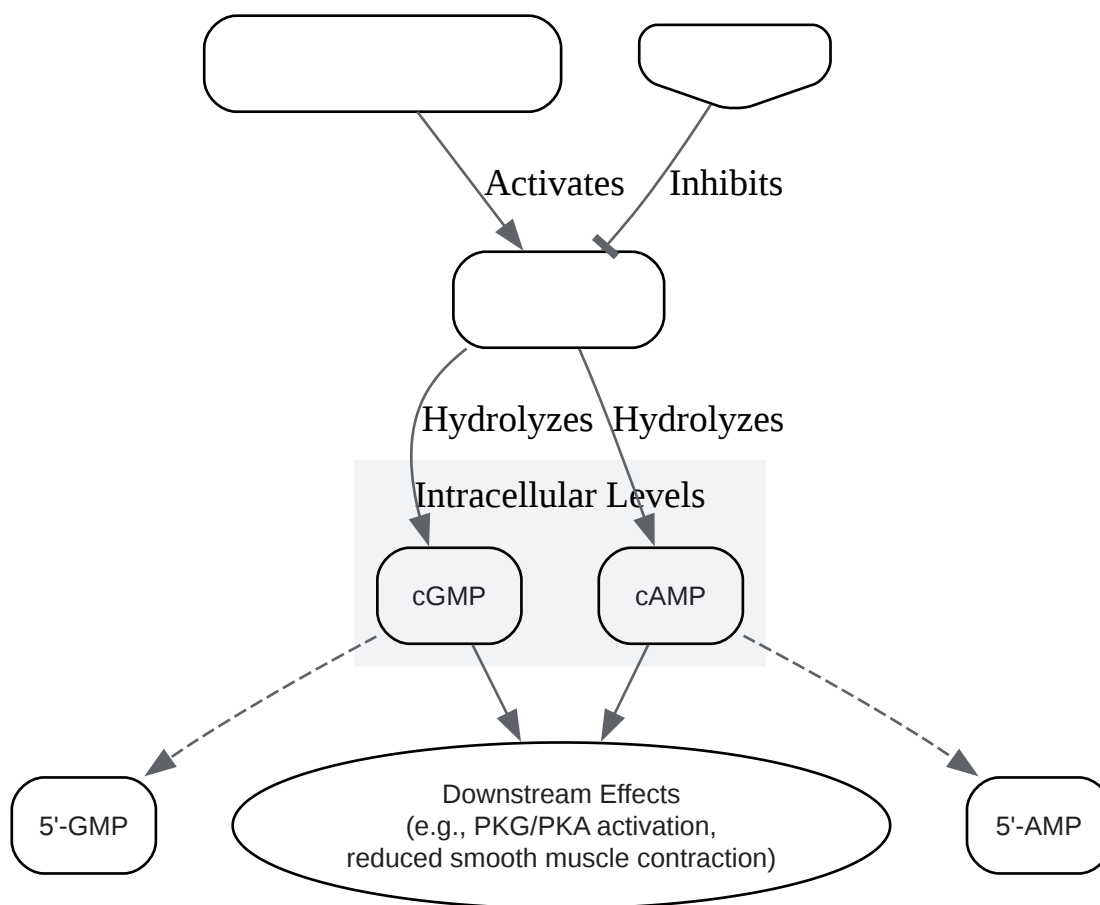 Activates
Inhibits
Hydrolyzes
Hydrolyzes
Intracellular Levels
cGMP
cAMP
5'-GMP
Downstream Effects
(e.g., PKG/PKA activation,
reduced smooth muscle contraction)
5'-AMP